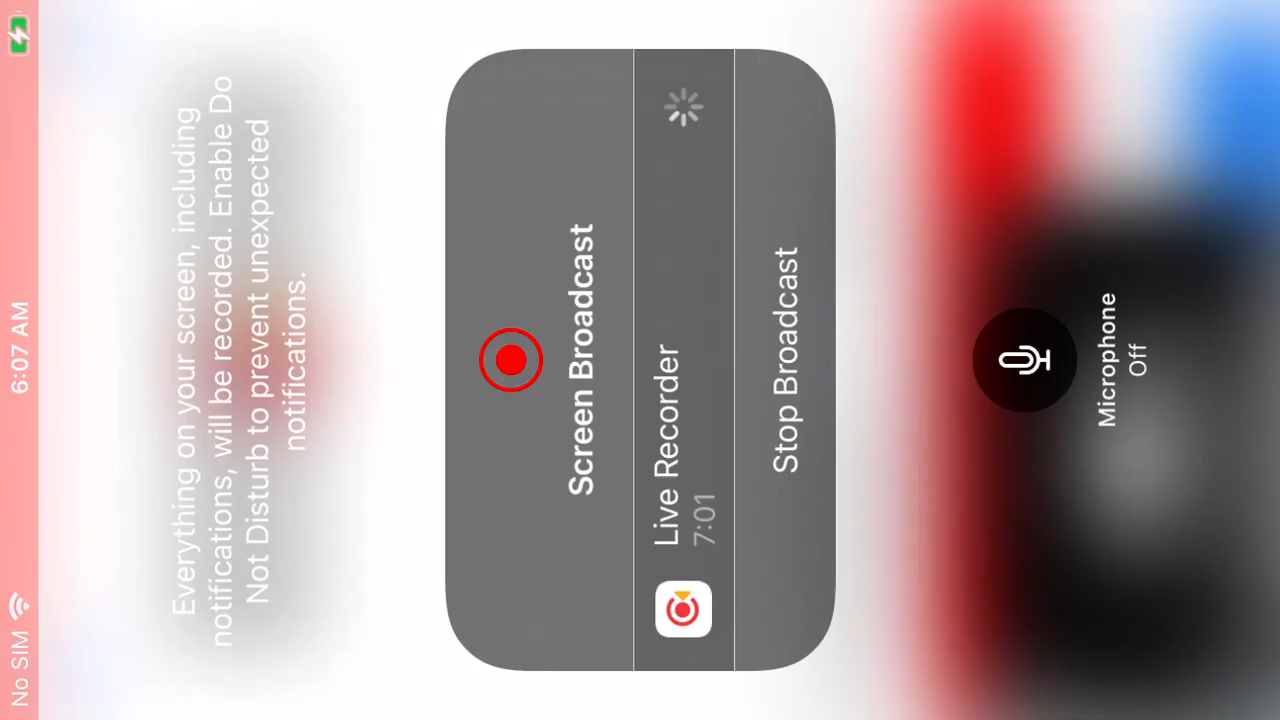 No SIM 6:07 AM
Everything on your screen, including
notifications, will be recorded. Enable Do
Not Disturb to prevent unexpected
notifications.
Screen Broadcast
Live Recorder
7:01
Stop Broadcast
Microphone
Off